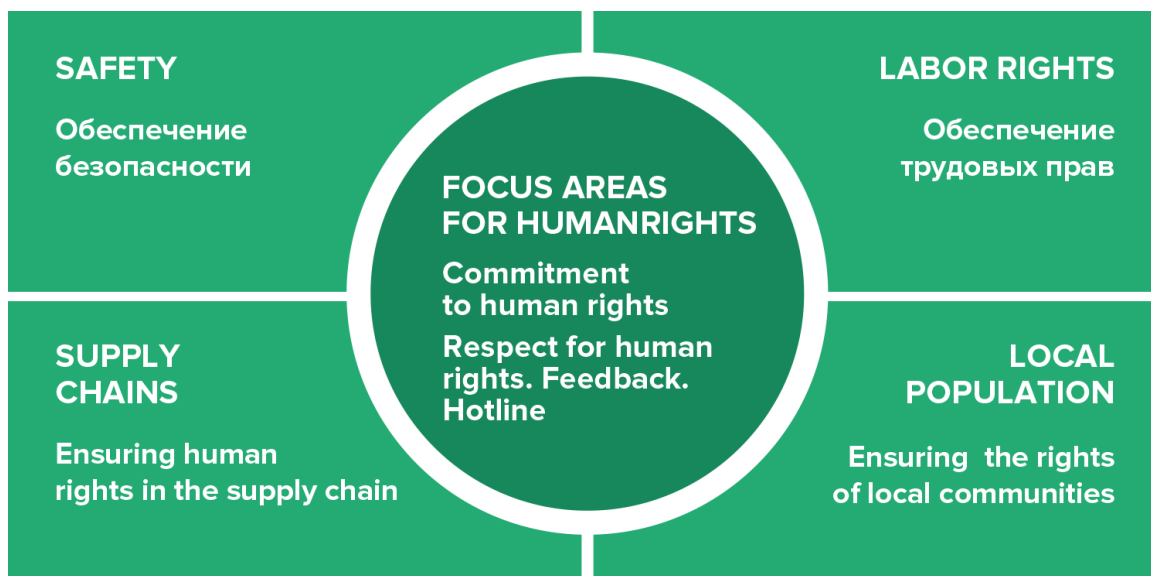 SAFETY
Обеспечение
безопасности
LABOR RIGHTS
Обеспечение
трудовых прав
FOCUS AREAS
FOR HUMANRIGHTS
Commitment
to human rights
Respect for human
rights. Feedback.
Hotline
SUPPLY
CHAINS
Ensuring human
rights in the supply chain
LOCAL
POPULATION
Ensuring  the rights
of local communities